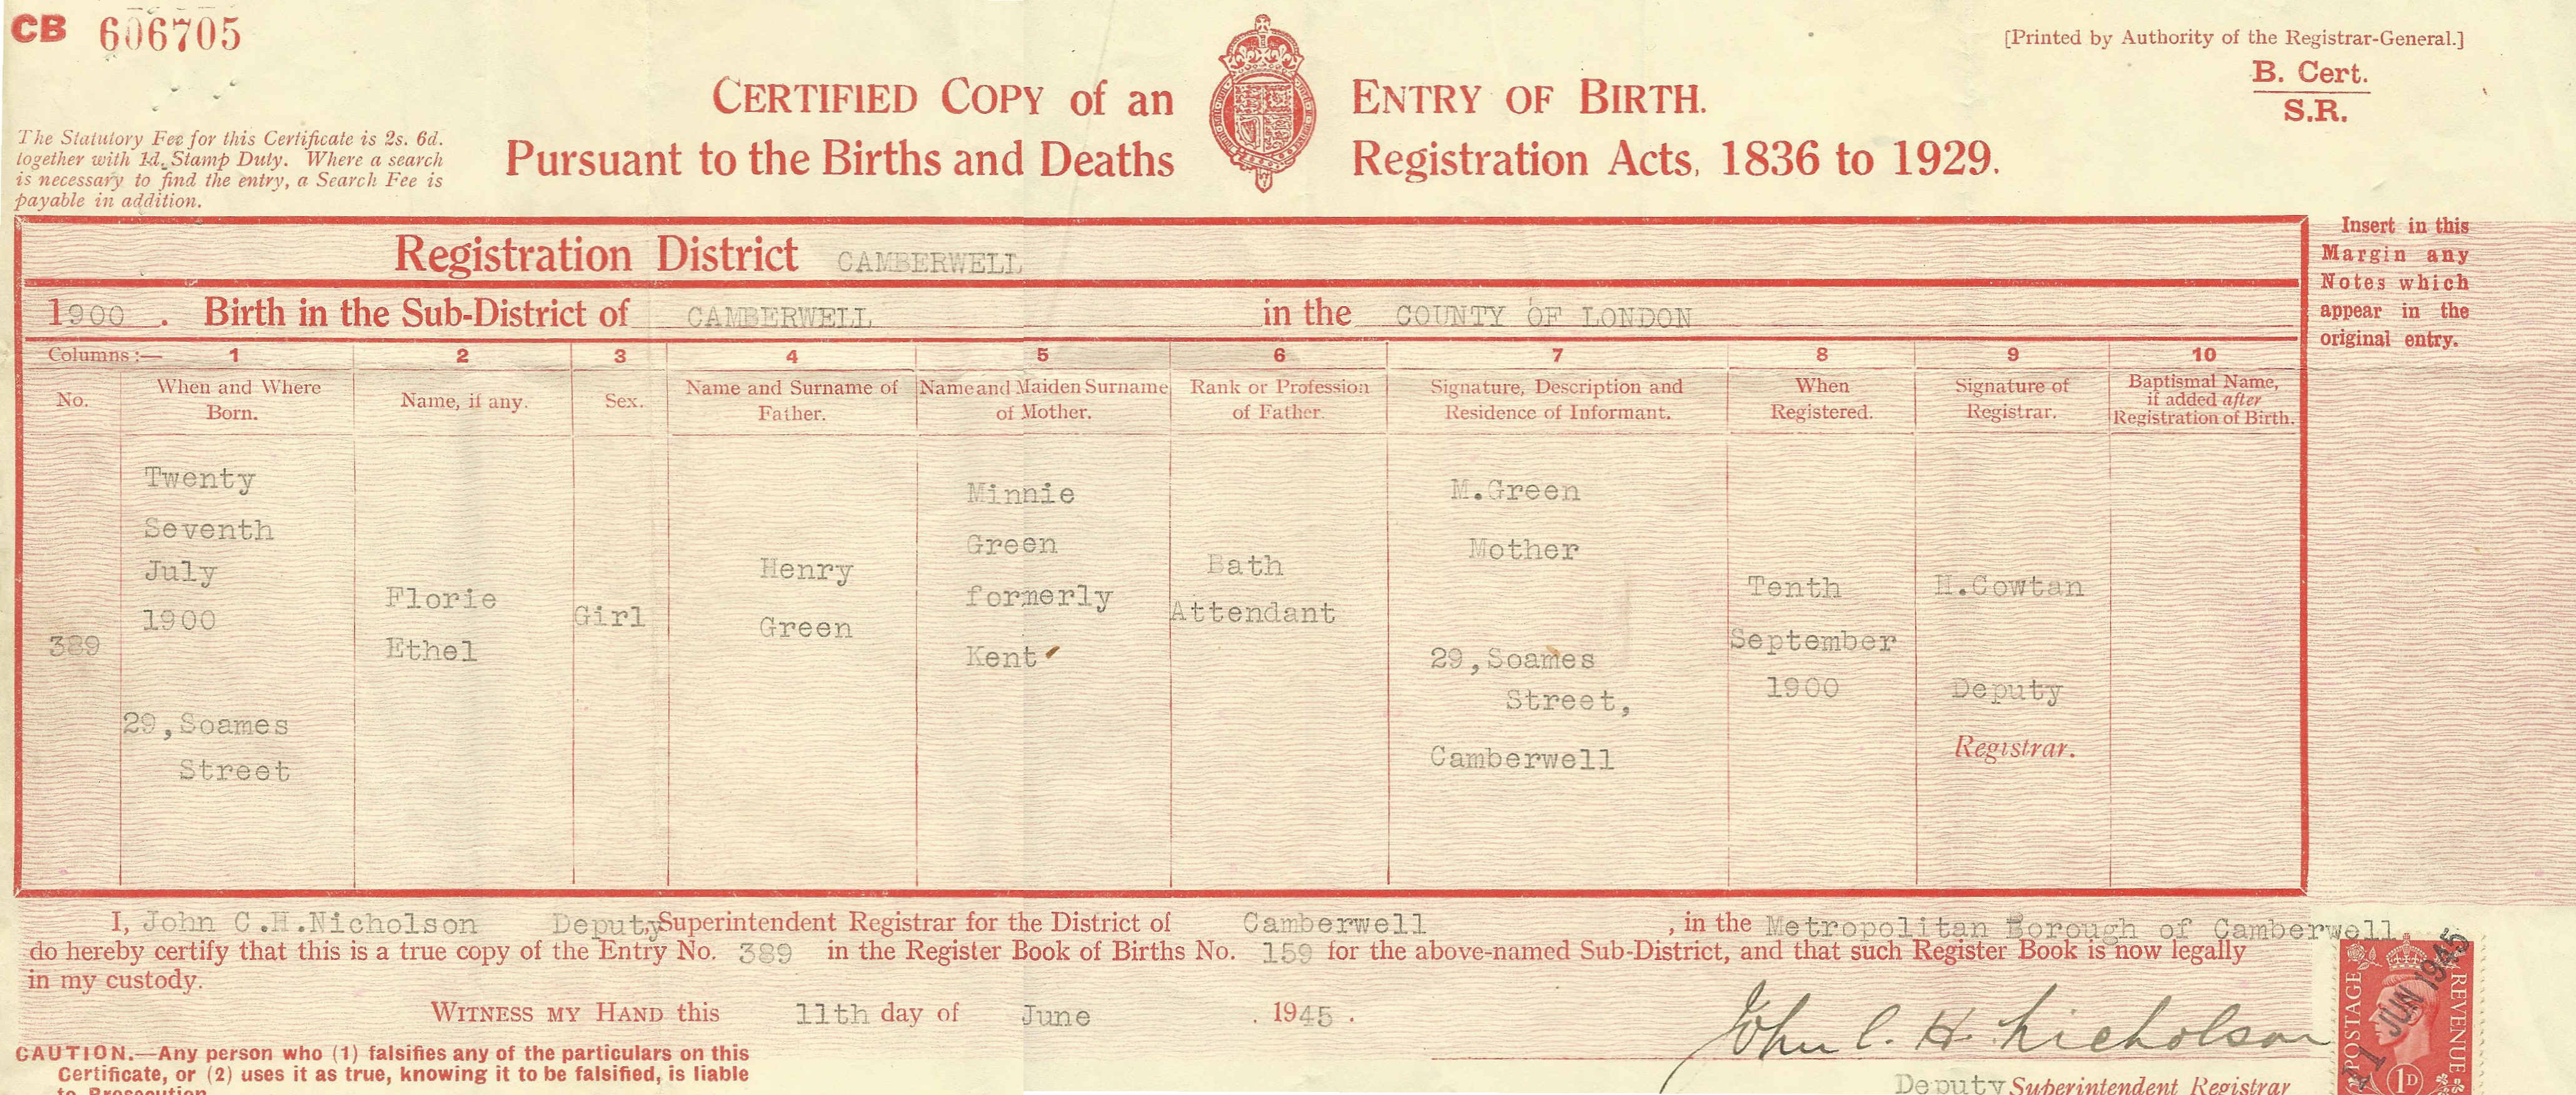 CB 606705
[Printed by Authority of the Registrar-General.]
B. Cert.
S.R.
CERTIFIED COPY of an ENTRY OF BIRTH.
Pursuant to the Births and Deaths Registration Acts, 1836 to 1929.
The Statutory Fee for this Certificate is 2s. 6d.
together with 1d. Stamp Duty. Where a search
is necessary to find the entry, a Search Fee is
payable in addition.
Registration District CAMBERWELL
1900. Birth in the Sub-District of CAMBERWELL in the COUNTY OF LONDON
Insert in this
Margin any
Notes which
appear in the
original entry.
Columns :— 1 2 3 4 5 6 7 8 9 10
No.
When and Where
Born.
Name, if any.
Sex.
Name and Surname of
Father.
Name and Maiden Surname
of Mother.
Rank or Profession
of Father.
Signature, Description and
Residence of Informant.
When
Registered.
Signature of
Registrar.
Baptismal Name,
if added after
Registration of Birth.
389
Twenty
Seventh
July
1900
29,Soames
Street
Florie
Ethel
Girl
Henry
Green
Minnie
Green
formerly
Kent
Bath
Attendant
M.Green
Mother
29,Soames
Street,
Camberwell
Tenth
September
1900
H.Cowtan
Deputy
Registrar.
I, John C.H.Nicholson Deputy Superintendent Registrar for the District of Camberwell, in the Metropolitan Borough of Camberwell
do hereby certify that this is a true copy of the Entry No. 389 in the Register Book of Births No. 159 for the above-named Sub-District, and that such Register Book is now legally
in my custody.
WITNESS MY HAND this 11th day of June. 1945.
John C. H. Nicholson
Deputy Superintendent Registrar
CAUTION.—Any person who (1) falsifies any of the particulars on this
Certificate, or (2) uses it as true, knowing it to be falsified, is liable
to Prosecution
POSTAGE
REVENUE
11 JUN 1945
1D